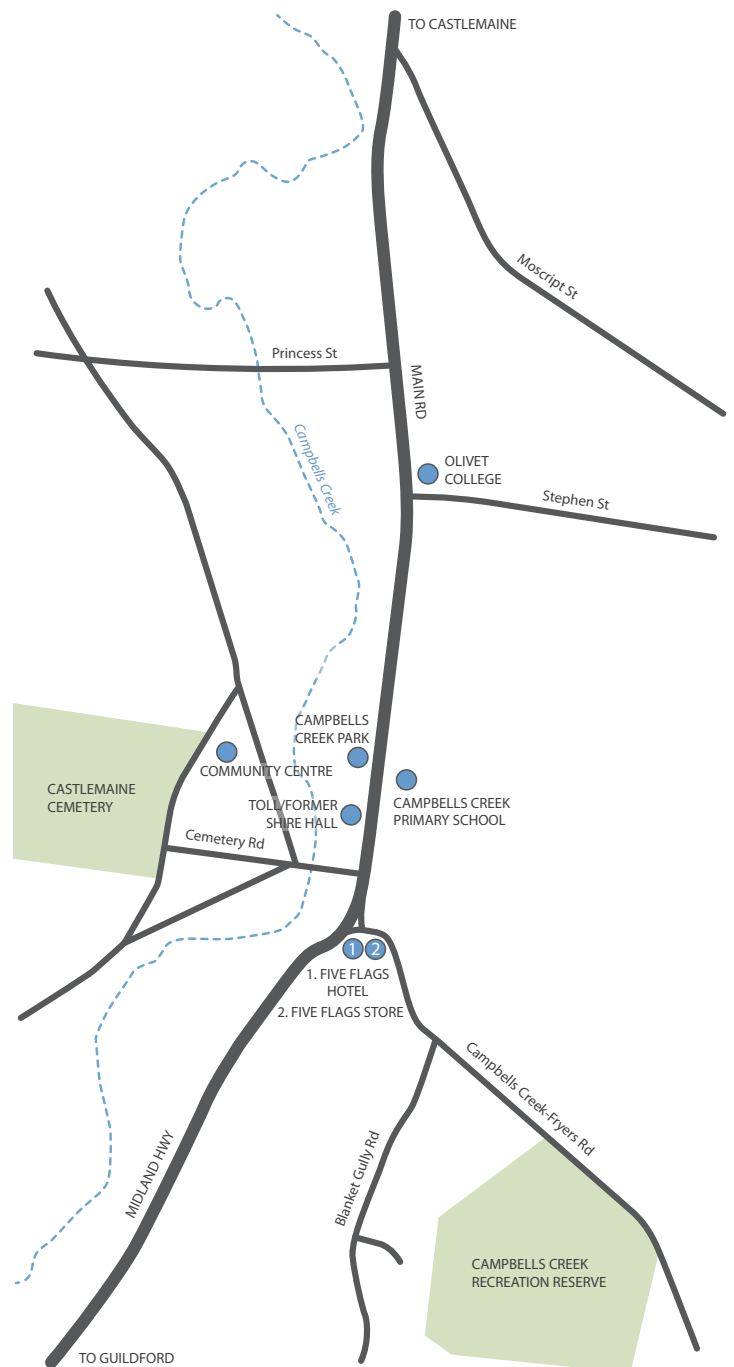 TO CASTLEMAINE
Moscript St
Princess St
MAIN RD
OLIVET
COLLEGE
Campbells Creek
Stephen St
CAMPBELLS
CREEK PARK
COMMUNITY CENTRE
CASTLEMAINE
CEMETERY
CAMPBELLS CREEK
PRIMARY SCHOOL
TOLL/FORMER
SHIRE HALL
Cemetery Rd
1 2
1. FIVE FLAGS
HOTEL
2. FIVE FLAGS STORE
Campbells Creek-Fryers Rd
MIDLAND HWY
Blanket Gully Rd
CAMPBELLS CREEK
RECREATION RESERVE
TO GUILDFORD